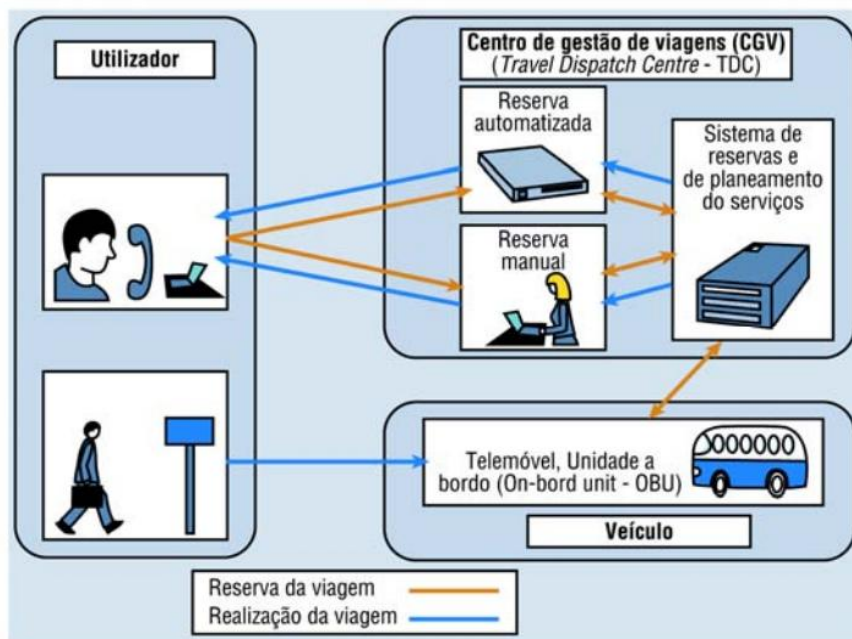 Utilizador
Centro de gestão de viagens (CGV)
(Travel Dispatch Centre - TDC)
Reserva
automatizada
Sistema de
reservas e
de planeamento
do serviços
Reserva
manual
Telemóvel, Unidade a
bordo (On-bord unit - OBU)
Veículo
Reserva da viagem
Realização da viagem